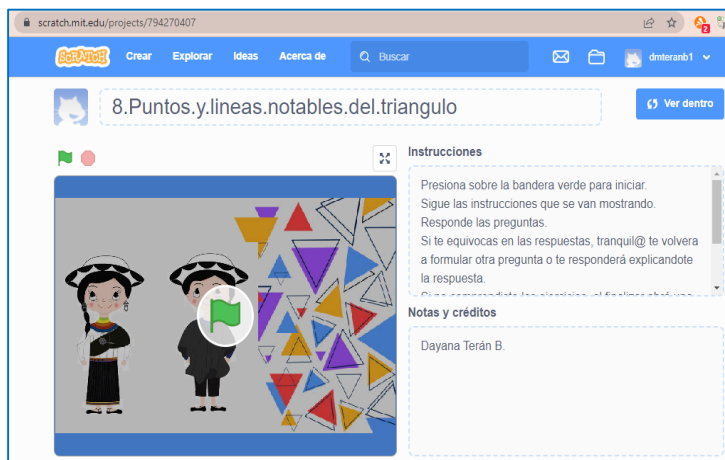 scratch.mit.edu/projects/794270407
2
SCRATCH Crear Explorar Ideas Acerca de Buscar dmteranb1
8.Puntos.y.lineas.notables.del.triangulo
Ver dentro
Instrucciones
Presiona sobre la bandera verde para iniciar.
Sigue las instrucciones que se van mostrando.
Responde las preguntas.
Si te equivocas en las respuestas, tranquil@ te volvera
a formular otra pregunta o te responderá explicandote
la respuesta.
Notas y créditos
Dayana Terán B.